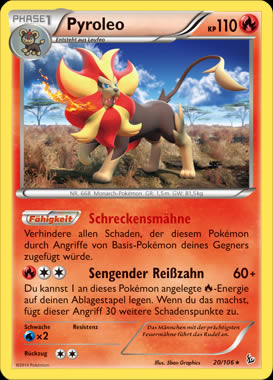 PHASE 1
Pyroleo
KP 110
Entsteht aus Leufeo
NR. 668 Monarch-Pokémon GR: 1,5m GW: 81,5kg
Fähigkeit Schreckensmähne
Verhindere allen Schaden, der diesem Pokémon
durch Angriffe von Basis-Pokémon deines Gegners
zugefügt würde.
Sengender Reißzahn 60+
Du kannst 1 an dieses Pokémon angelegte -Energie
auf deinen Ablagestapel legen. Wenn du das machst,
fügt dieser Angriff 30 weitere Schadenspunkte zu.
Schwäche Resistenz
×2
Rückzug
Das Männchen mit der prächtigsten
Feuermähne führt das Rudel an.
Illus. 5ban Graphics
20/106
©2014 Pokémon